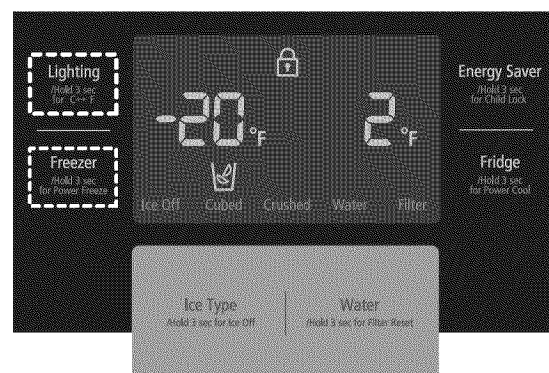 Lighting
/Hold 3 sec
for C↔F
Freezer
/Hold 3 sec
for Power Freeze
-20 °F
2 °F
Ice Off Cubed Crushed Water Filter
Energy Saver
/Hold 3 sec
for Child Lock
Fridge
/Hold 3 sec
for Power Cool
Ice Type
/Hold 3 sec for Ice Off
Water
/Hold 3 sec for Filter Reset